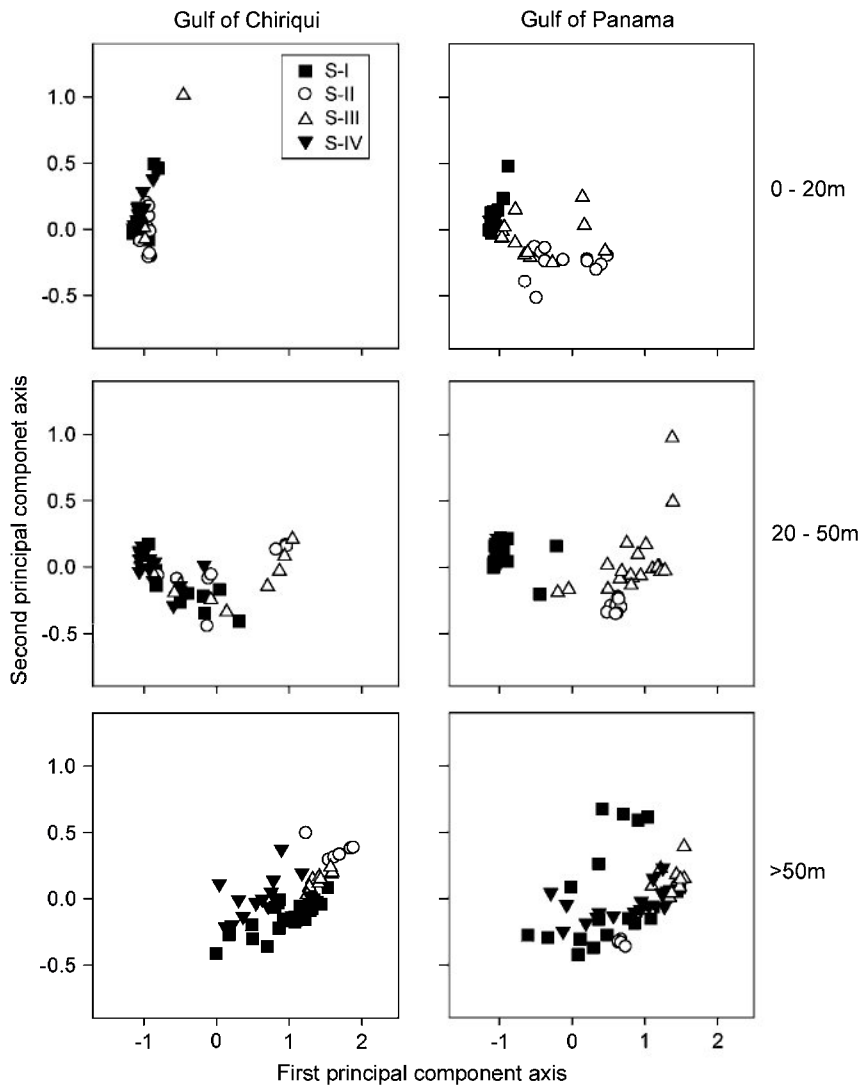 Gulf of Chiriqui
Gulf of Panama
S-I
S-II
S-III
S-IV
1.0
0.5
0.0
-0.5
0 - 20m
Second principal componet axis
1.0
0.5
0.0
-0.5
20 - 50m
1.0
0.5
0.0
-0.5
>50m
-1 0 1 2
-1 0 1 2
First principal component axis